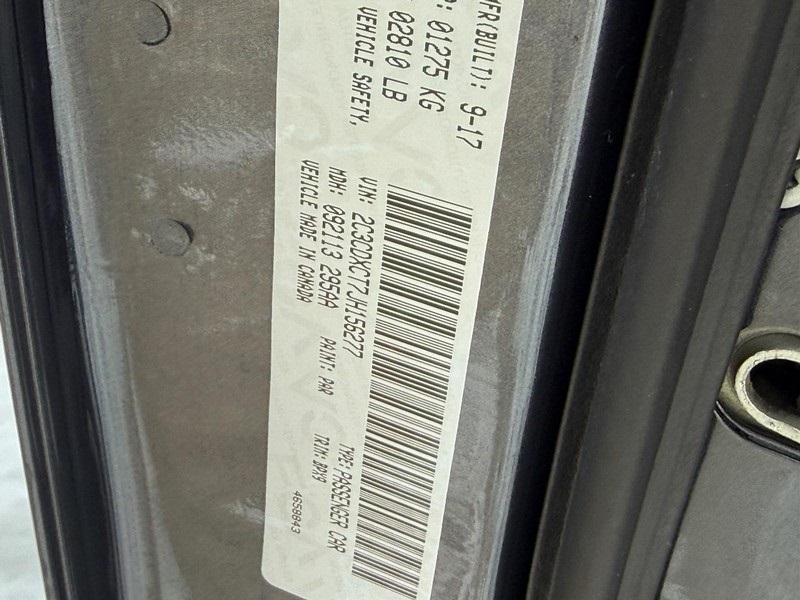 MFR(BUILT): 9-17
: 01275 KG
02810 LB
VEHICLE SAFETY,
VIN: 2C3CDXCT7JH156277
TYPE:PASSENGER CAR
MDH: 092113 295AA
PAINT: PAR
TRIM: BPX9
VEHICLE MADE IN CANADA
4658843